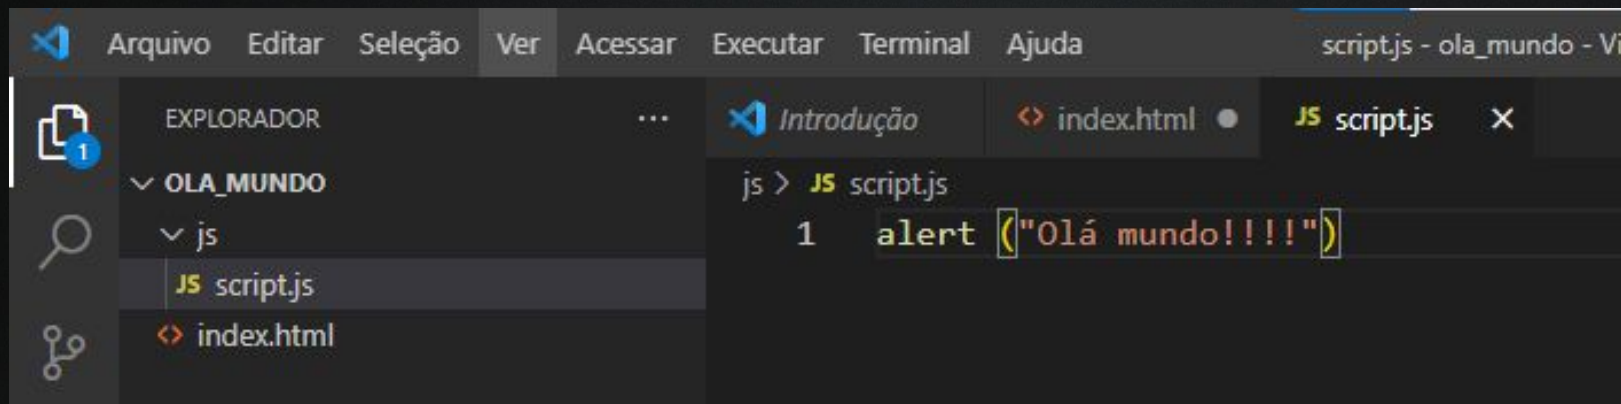 Arquivo Editar Seleção Ver Acessar Executar Terminal Ajuda script.js - ola_mundo - Vi
1
EXPLORADOR ...
OLA_MUNDO
js
JS script.js
<> index.html
Introdução <> index.html JS script.js
js > JS script.js
1 alert ("Olá mundo!!!!")